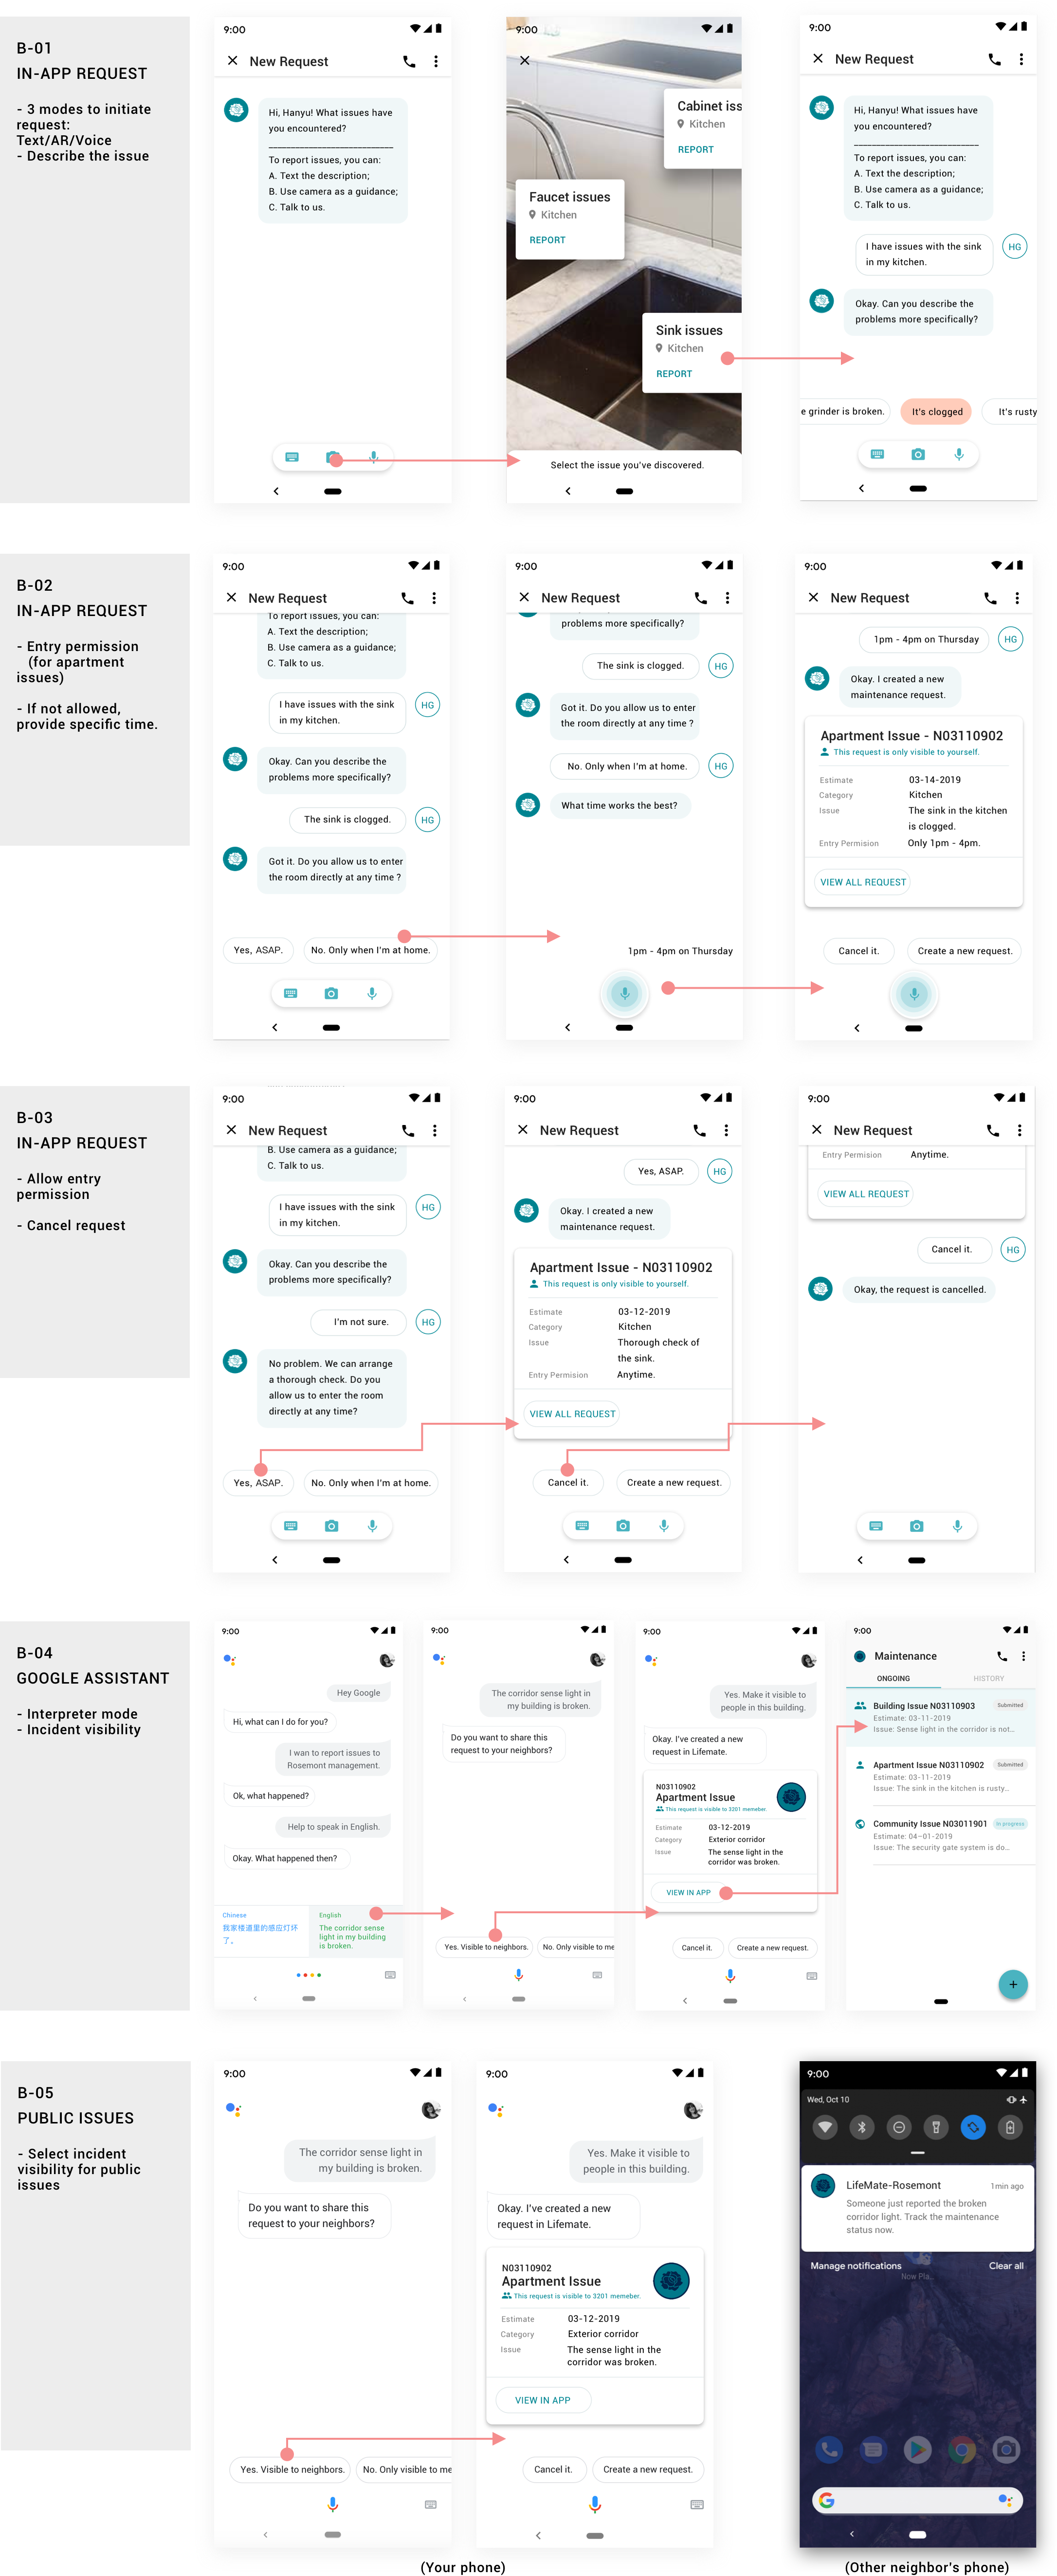 B-01
IN-APP REQUEST
- 3 modes to initiate
request:
Text/AR/Voice
- Describe the issue
9:00
New Request
Hi, Hanyu! What issues have
you encountered?
To report issues, you can:
A. Text the description;
B. Use camera as a guidance;
C. Talk to us.
9:00
Cabinet iss
Kitchen
REPORT
Faucet issues
Kitchen
REPORT
Sink issues
Kitchen
REPORT
Select the issue you've discovered.
9:00
New Request
Hi, Hanyu! What issues have
you encountered?
To report issues, you can:
A. Text the description;
B. Use camera as a guidance;
C. Talk to us.
I have issues with the sink
in my kitchen.
HG
Okay. Can you describe the
problems more specifically?
e grinder is broken.
It's clogged
It's rusty
B-02
IN-APP REQUEST
- Entry permission
(for apartment
issues)
- If not allowed,
provide specific time.
9:00
New Request
To report issues, you can:
A. Text the description;
B. Use camera as a guidance;
C. Talk to us.
I have issues with the sink
in my kitchen.
HG
Okay. Can you describe the
problems more specifically?
The sink is clogged.
HG
Got it. Do you allow us to enter
the room directly at any time ?
Yes, ASAP.
No. Only when I'm at home.
9:00
New Request
problems more specifically?
The sink is clogged.
HG
Got it. Do you allow us to enter
the room directly at any time ?
No. Only when I'm at home.
HG
What time works the best?
1pm - 4pm on Thursday
9:00
New Request
1pm - 4pm on Thursday
HG
Okay. I created a new
maintenance request.
Apartment Issue - N03110902
This request is only visible to yourself.
Estimate 03-14-2019
Category Kitchen
Issue The sink in the kitchen
is clogged.
Entry Permision Only 1pm - 4pm.
VIEW ALL REQUEST
Cancel it.
Create a new request.
B-03
IN-APP REQUEST
- Allow entry
permission
- Cancel request
9:00
New Request
B. Use camera as a guidance;
C. Talk to us.
I have issues with the sink
in my kitchen.
HG
Okay. Can you describe the
problems more specifically?
I'm not sure.
HG
No problem. We can arrange
a thorough check. Do you
allow us to enter the room
directly at any time?
Yes, ASAP.
No. Only when I'm at home.
9:00
New Request
Yes, ASAP.
HG
Okay. I created a new
maintenance request.
Apartment Issue - N03110902
This request is only visible to yourself.
Estimate 03-12-2019
Category Kitchen
Issue Thorough check of
the sink.
Entry Permision Anytime.
VIEW ALL REQUEST
Cancel it.
Create a new request.
9:00
New Request
Entry Permision Anytime.
VIEW ALL REQUEST
Cancel it.
HG
Okay, the request is cancelled.
B-04
GOOGLE ASSISTANT
- Interpreter mode
- Incident visibility
9:00
Hey Google
Hi, what can I do for you?
I wan to report issues to
Rosemont management.
Ok, what happened?
Help to speak in English.
Okay. What happened then?
Chinese
我家楼道里的感应灯坏
了。
English
The corridor sense
light in my building
is broken.
9:00
The corridor sense light in
my building is broken.
Do you want to share this
request to your neighbors?
Yes. Visible to neighbors.
No. Only visible to me
9:00
Yes. Make it visible to
people in this building.
Okay. I've created a new
request in Lifemate.
N03110902
Apartment Issue
This request is visible to 3201 memeber.
Estimate 03-12-2019
Category Exterior corridor
Issue The sense light in the
corridor was broken.
VIEW IN APP
Cancel it.
Create a new request.
9:00
Maintenance
ONGOING
HISTORY
Building Issue N03110903 Submitted
Estimate: 03-11-2019
Issue: Sense light in the corridor is not...
Apartment Issue N03110902 Submitted
Estimate: 03-11-2019
Issue: The sink in the kitchen is rusty...
Community Issue N03011901 In progress
Estimate: 04-01-2019
Issue: The security gate system is do...
B-05
PUBLIC ISSUES
- Select incident
visibility for public
issues
9:00
The corridor sense light in
my building is broken.
Do you want to share this
request to your neighbors?
Yes. Visible to neighbors.
No. Only visible to me
9:00
Yes. Make it visible to
people in this building.
Okay. I've created a new
request in Lifemate.
N03110902
Apartment Issue
This request is visible to 3201 memeber.
Estimate 03-12-2019
Category Exterior corridor
Issue The sense light in the
corridor was broken.
VIEW IN APP
Cancel it.
Create a new request.
9:00
Wed, Oct 10
LifeMate-Rosemont 1min ago
Someone just reported the broken
corridor light. Track the maintenance
status now.
Manage notifications
Clear all
Now Pla...
(Your phone)
(Other neighbor's phone)